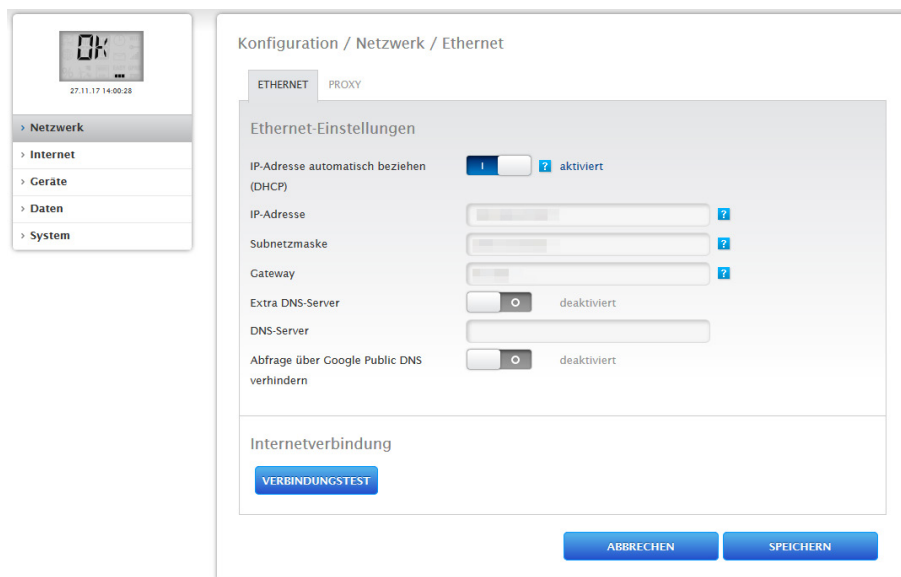 OK
27.11.17 14:00:28
› Netzwerk
› Internet
› Geräte
› Daten
› System
Konfiguration / Netzwerk / Ethernet
ETHERNET PROXY
Ethernet-Einstellungen
IP-Adresse automatisch beziehen
(DHCP)
I ? aktiviert
IP-Adresse ?
Subnetzmaske ?
Gateway ?
Extra DNS-Server O deaktiviert
DNS-Server
Abfrage über Google Public DNS
verhindern
O deaktiviert
Internetverbindung
VERBINDUNGSTEST
ABBRECHEN SPEICHERN